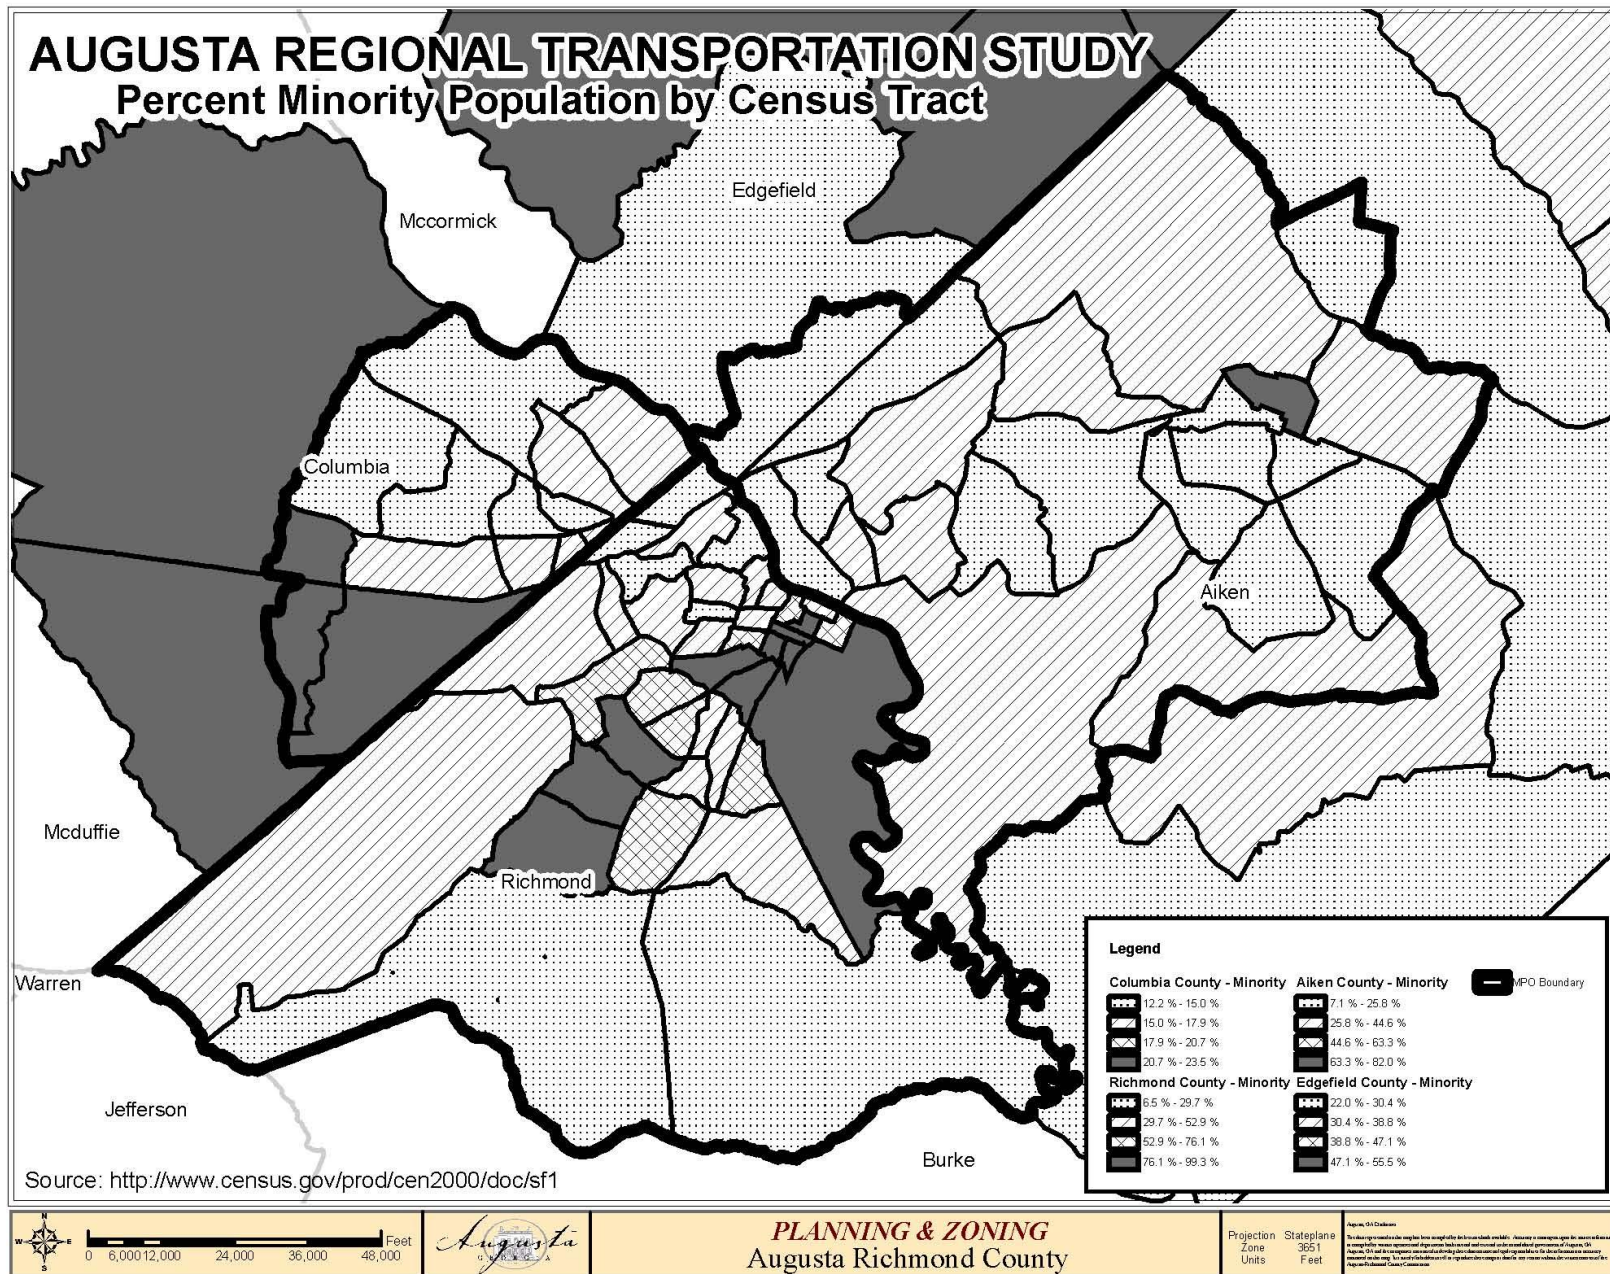 AUGUSTA REGIONAL TRANSPORTATION STUDY
Percent Minority Population by Census Tract
Edgefield
Mccormick
Columbia
Aiken
Mcduffie
Richmond
Warren
Jefferson
Burke
Legend
Columbia County - Minority
12.2 % - 15.0 %
15.0 % - 17.9 %
17.9 % - 20.7 %
20.7 % - 23.5 %
Aiken County - Minority
7.1 % - 25.8 %
25.8 % - 44.6 %
44.6 % - 63.3 %
63.3 % - 82.0 %
MPO Boundary
Richmond County - Minority
6.5 % - 29.7 %
29.7 % - 52.9 %
52.9 % - 76.1 %
76.1 % - 99.3 %
Edgefield County - Minority
22.0 % - 30.4 %
30.4 % - 38.8 %
38.8 % - 47.1 %
47.1 % - 55.5 %
Source: http://www.census.gov/prod/cen2000/doc/sf1
N
W E
S
Feet
0 6,000 12,000 24,000 36,000 48,000
Augusta
GEORGIA
PLANNING & ZONING
Augusta Richmond County
Projection Stateplane
Zone 3651
Units Feet
Augusta, GA Disclaimer